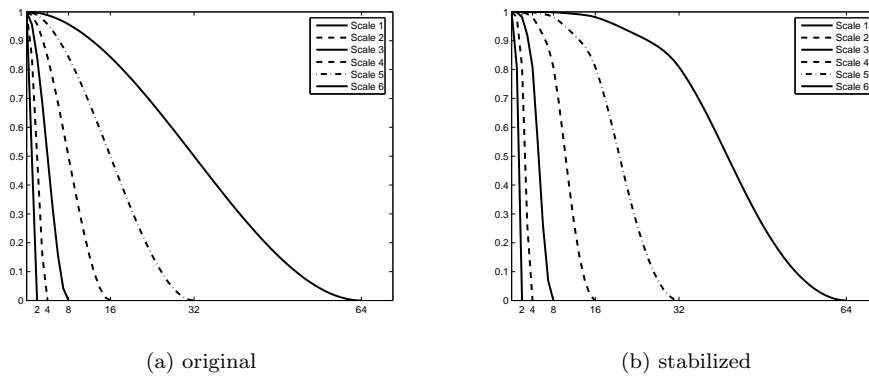 1
0.9
0.8
0.7
0.6
0.5
0.4
0.3
0.2
0.1
0
2 4 8 16 32 64
Scale 1
Scale 2
Scale 3
Scale 4
Scale 5
Scale 6
(a) original
1
0.9
0.8
0.7
0.6
0.5
0.4
0.3
0.2
0.1
0
2 4 8 16 32 64
Scale 1
Scale 2
Scale 3
Scale 4
Scale 5
Scale 6
(b) stabilized